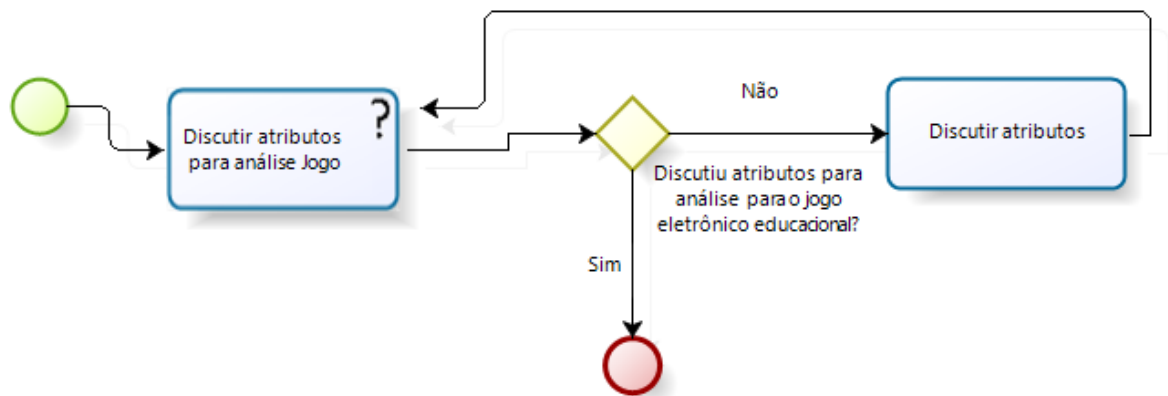 Discutir atributos
para análise Jogo
?
Não
Discutir atributos
Discutiu atributos para
análise para o jogo
eletrônico educacional?
Sim